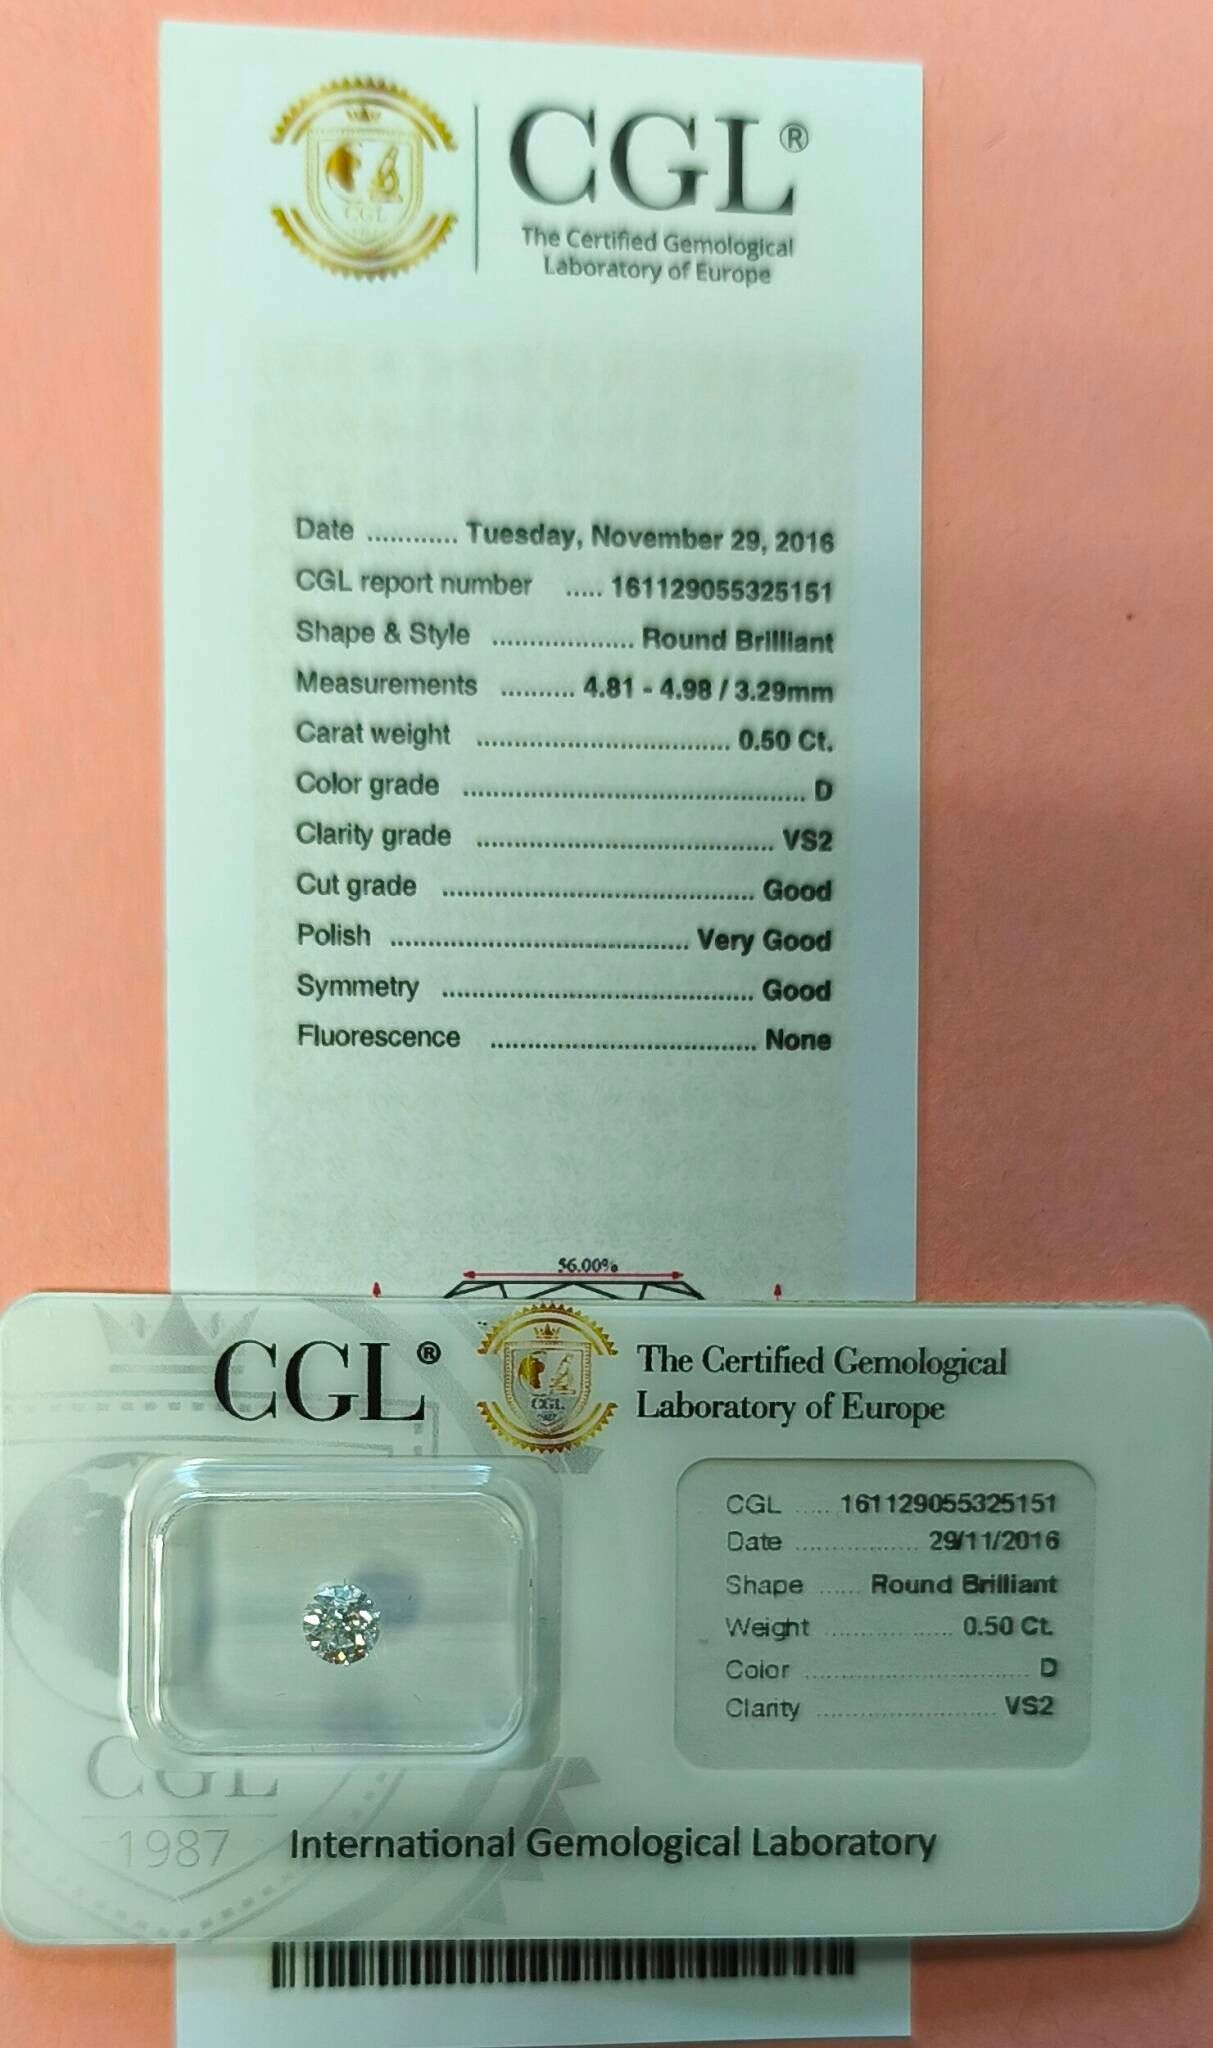 CGL®
The Certified Gemological
Laboratory of Europe
CGL
Date ............ Tuesday, November 29, 2016
CGL report number ..... 161129055325151
Shape & Style ................... Round Brilliant
Measurements .......... 4.81 - 4.98 / 3.29mm
Carat weight .................................. 0.50 Ct.
Color grade .............................................. D
Clarity grade ........................................ VS2
Cut grade .......................................... Good
Polish ........................................ Very Good
Symmetry .......................................... Good
Fluorescence .................................... None
56.00%
CGL®
CGL
The Certified Gemological
Laboratory of Europe
CGL ..... 161129055325151
Date ................. 29/11/2016
Shape ...... Round Brilliant
Weight .................. 0.50 Ct.
Color ................................ D
Clarity ......................... VS2
CGL
1987
International Gemological Laboratory